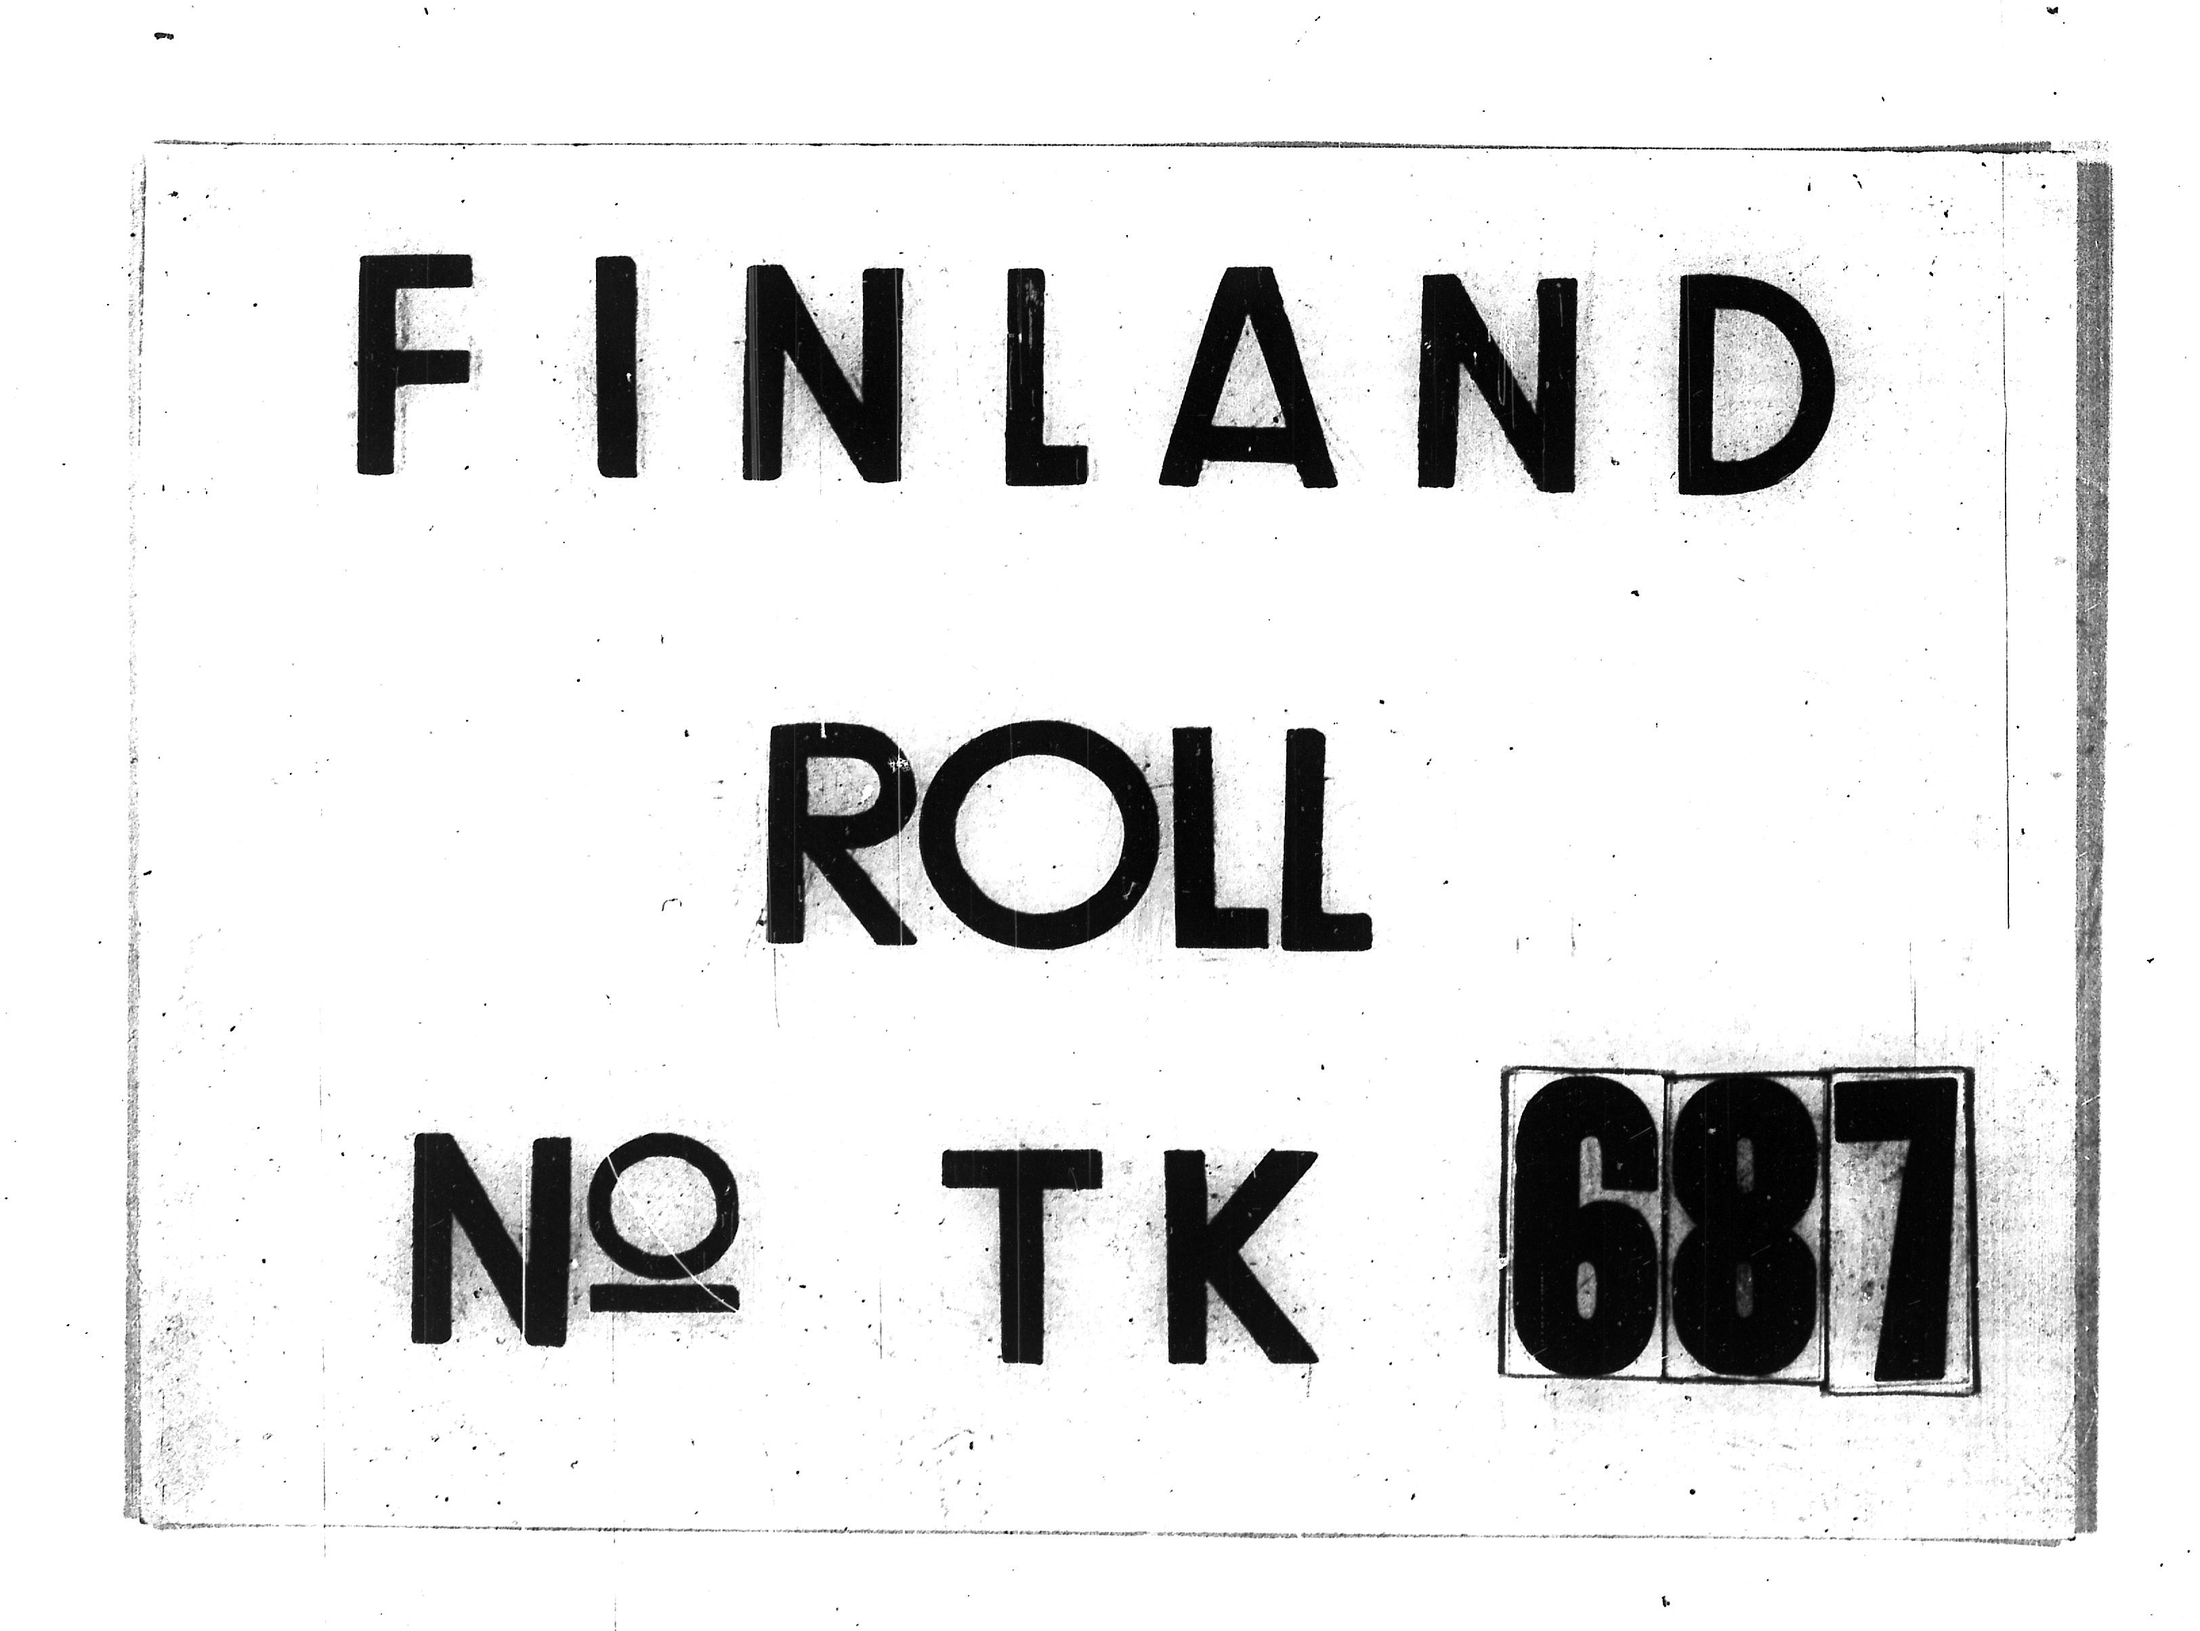 FINLAND
ROLL
Nº TK 687